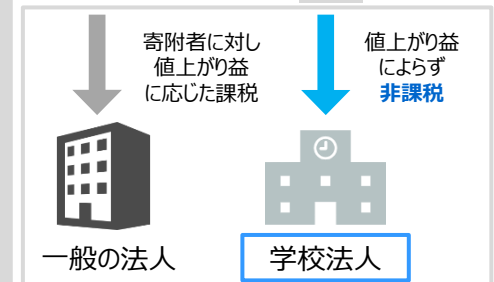 寄附者に対し
値上がり益
に応じた課税
値上がり益
によらず
非課税
一般の法人
学校法人